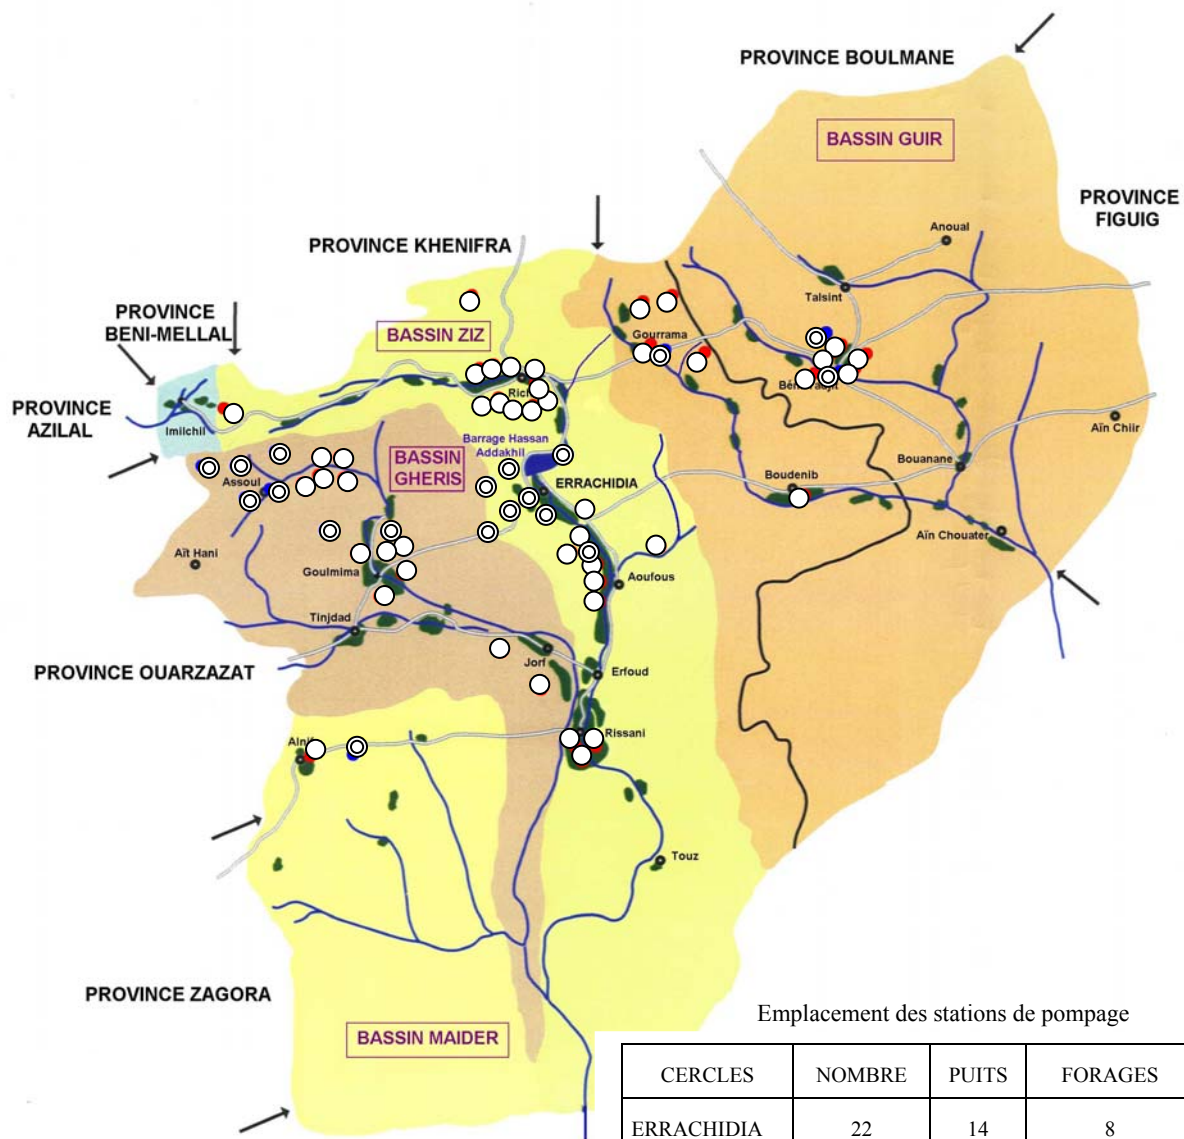 PROVINCE BOULMANE
BASSIN GUIR
PROVINCE
FIGUIG
Anoual
PROVINCE KHENIFRA
Talsint
PROVINCE
BENI-MELLAL
BASSIN ZIZ
Gourrama
PROVINCE
AZILAL
Imilchil
Aïn Chiir
Barrage Hassan
Addakhil
BASSIN
GHERIS
Assoul
ERRACHIDIA
Boudenib
Bouanane
Aïn Chouater
Aït Hani
Goulmima
Aoufous
Tinjdad
Jorf
Erfoud
PROVINCE OUARZAZAT
Rissani
Touz
PROVINCE ZAGORA
BASSIN MAIDER
Emplacement des stations de pompage
CERCLES NOMBRE PUITS FORAGES
ERRACHIDIA 22 14 8